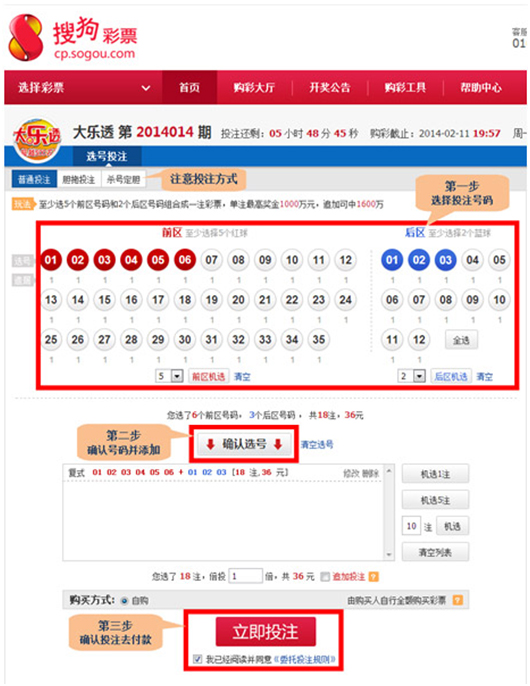 搜狗彩票
cp.sogou.com
客服
01
选择彩票 首页 购彩大厅 开奖公告 购彩工具 帮助中心
大乐透
大乐透 第 2014014 期 投注还剩：05 小时 48 分 45 秒 购彩截止：2014-02-11 19:57 周一
选号投注
普通投注 胆拖投注 杀号定胆 注意投注方式
第一步
选择投注号码
玩法 至少选5个前区号码和2个后区号码组合成一注彩票，单注最高奖金1000万元，追加可中1600万
前区 至少选择5个红球 后区 至少选择2个蓝球
选号 01 02 03 04 05 06 07 08 09 10 11 12 01 02 03 04 05
遗漏 1 1 1 1 1 1 1 1 1 1 1 1 1 1 1 1 1
13 14 15 16 17 18 19 20 21 22 23 24 06 07 08 09 10
1 1 1 1 1 1 1 1 1 1 1 1 1 1 1 1 1
25 26 27 28 29 30 31 32 33 34 35 11 12 全选
1 1 1 1 1 1 1 1 1 1 1 1 1
5 前区机选 清空 2 后区机选 清空
您选了6个前区号码，3个后区号码，共18注，36元
第二步
确认号码并添加
确认选号 清空选号
复式 01 02 03 04 05 06 + 01 02 03 [18 注,36 元] 修改 删除
机选1注
机选5注
10 注 机选
清空列表
您选了 18 注，倍投 1 倍，共 36 元 追加投注 ?
购买方式： 自购 由购买人自行全额购买彩票 ?
第三步
确认投注去付款
立即投注
我已经阅读并同意《委托投注规则》